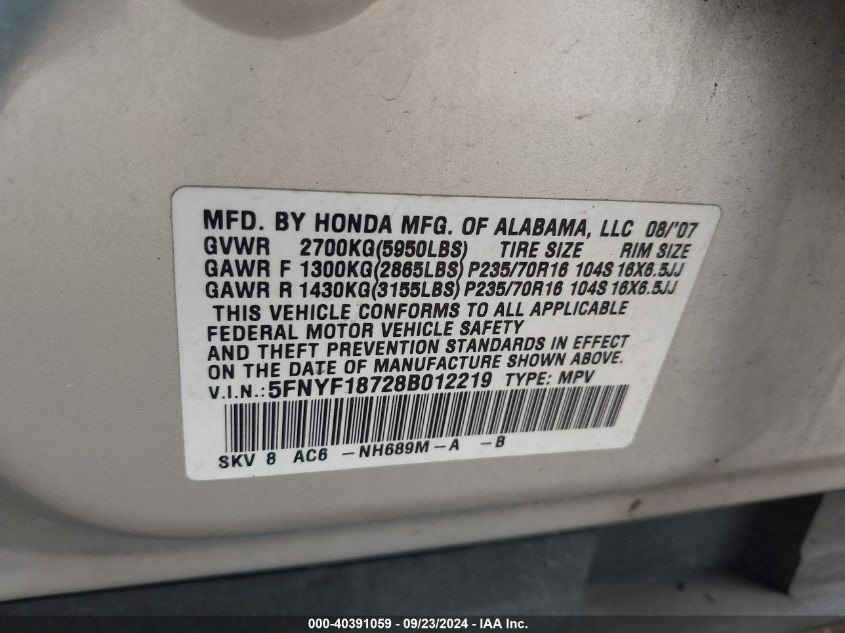 MFD. BY HONDA MFG. OF ALABAMA, LLC 08/'07
GVWR 2700KG(5950LBS) TIRE SIZE RIM SIZE
GAWR F 1300KG(2865LBS) P235/70R16 104S 16X6.5JJ
GAWR R 1430KG(3155LBS) P235/70R16 104S 16X6.5JJ
THIS VEHICLE CONFORMS TO ALL APPLICABLE
FEDERAL MOTOR VEHICLE SAFETY
AND THEFT PREVENTION STANDARDS IN EFFECT
ON THE DATE OF MANUFACTURE SHOWN ABOVE.
V.I.N.: 5FNYF18728B012219 TYPE: MPV
SKV 8 AC6 -NH689M-A -B
000-40391059 - 09/23/2024 - IAA Inc.